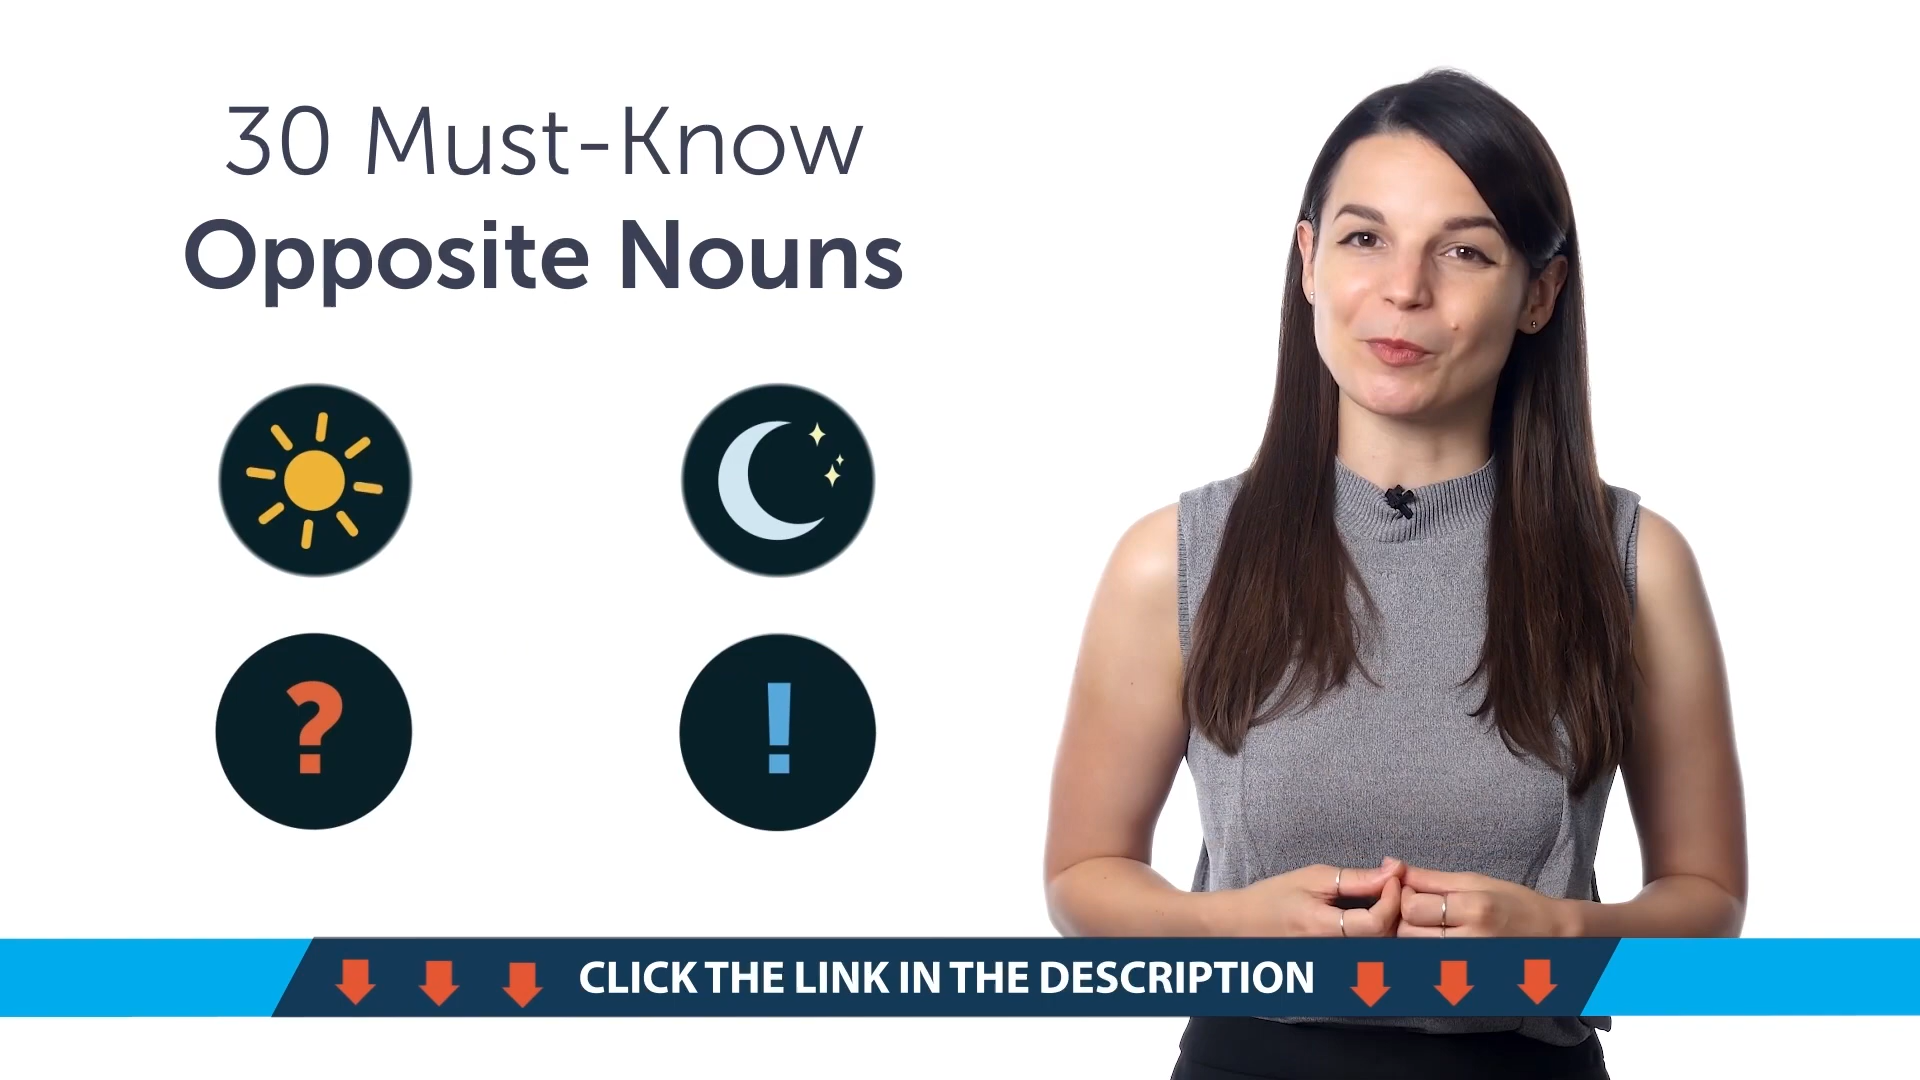 30 Must-Know
Opposite Nouns
?
!
CLICK THE LINK IN THE DESCRIPTION